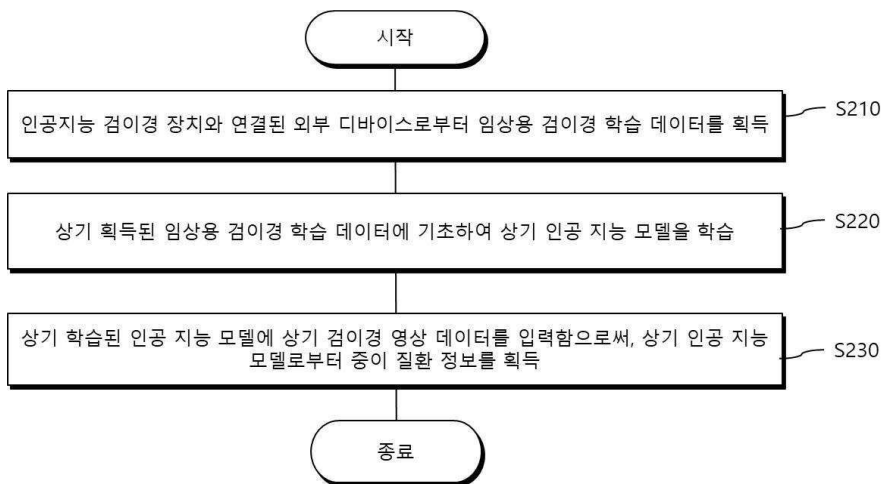 시작
인공지능 검이경 장치와 연결된 외부 디바이스로부터 임상용 검이경 학습 데이터를 획득
S210
상기 획득된 임상용 검이경 학습 데이터에 기초하여 상기 인공 지능 모델을 학습
S220
상기 학습된 인공 지능 모델에 상기 검이경 영상 데이터를 입력함으로써, 상기 인공 지능
모델로부터 중이 질환 정보를 획득
S230
종료